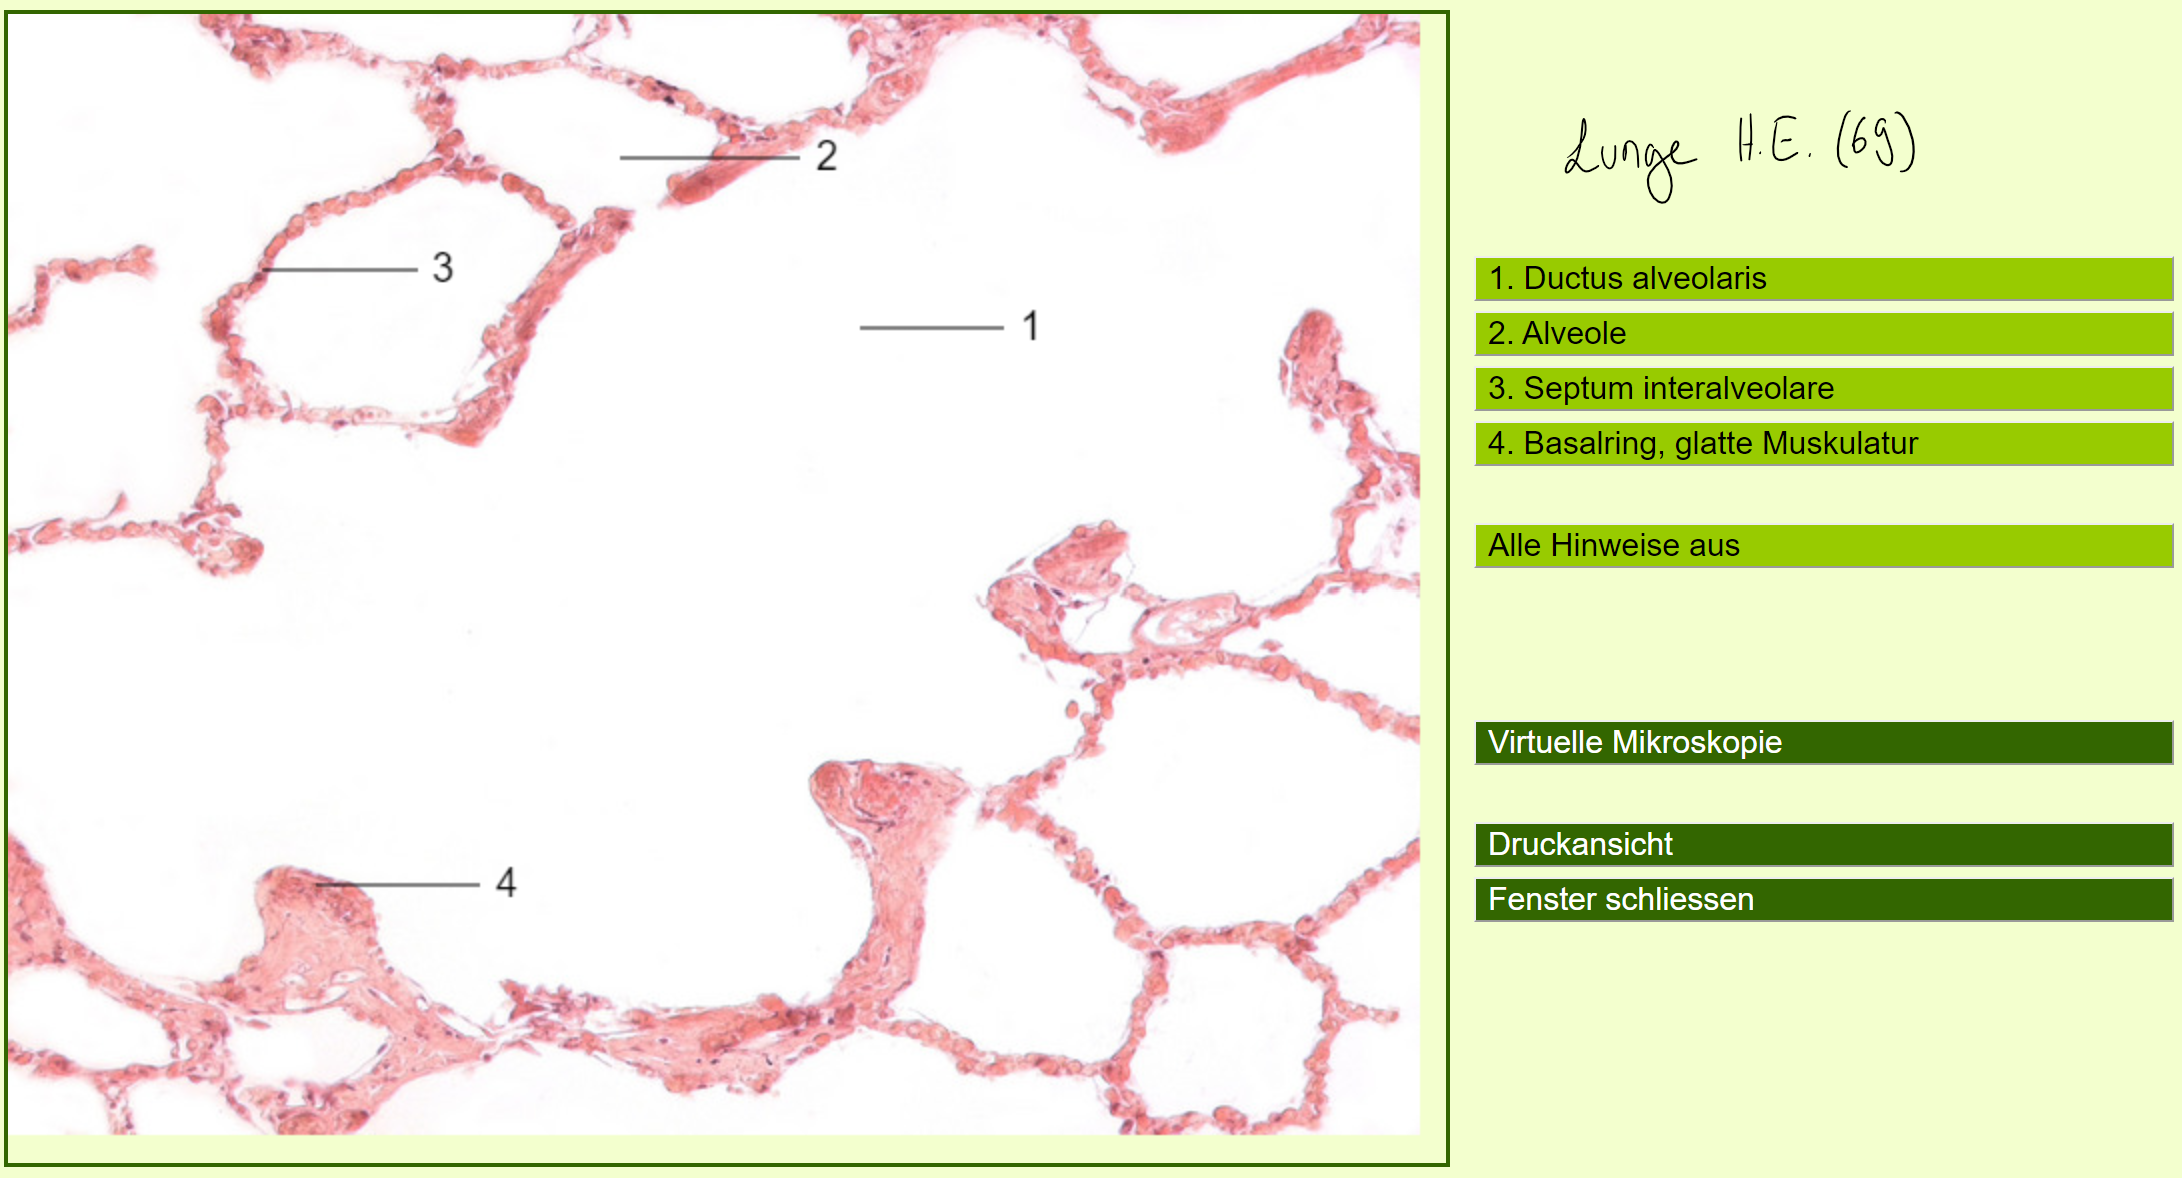 2
3
1
4
Lunge H.E. (69)
1. Ductus alveolaris
2. Alveole
3. Septum interalveolare
4. Basalring, glatte Muskulatur
Alle Hinweise aus
Virtuelle Mikroskopie
Druckansicht
Fenster schliessen